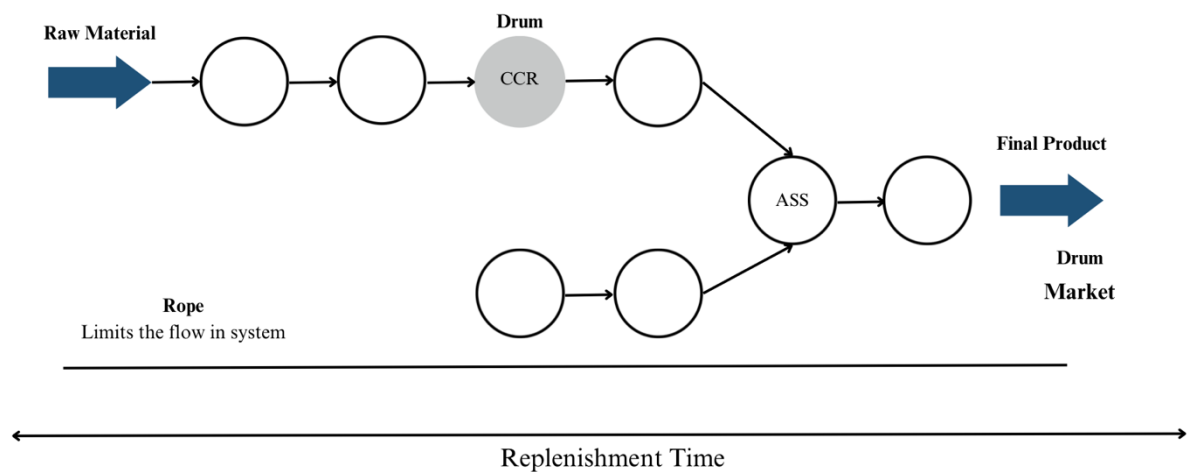 Drum
Raw Material
CCR
Final Product
ASS
Drum
Market
Rope
Limits the flow in system
Replenishment Time